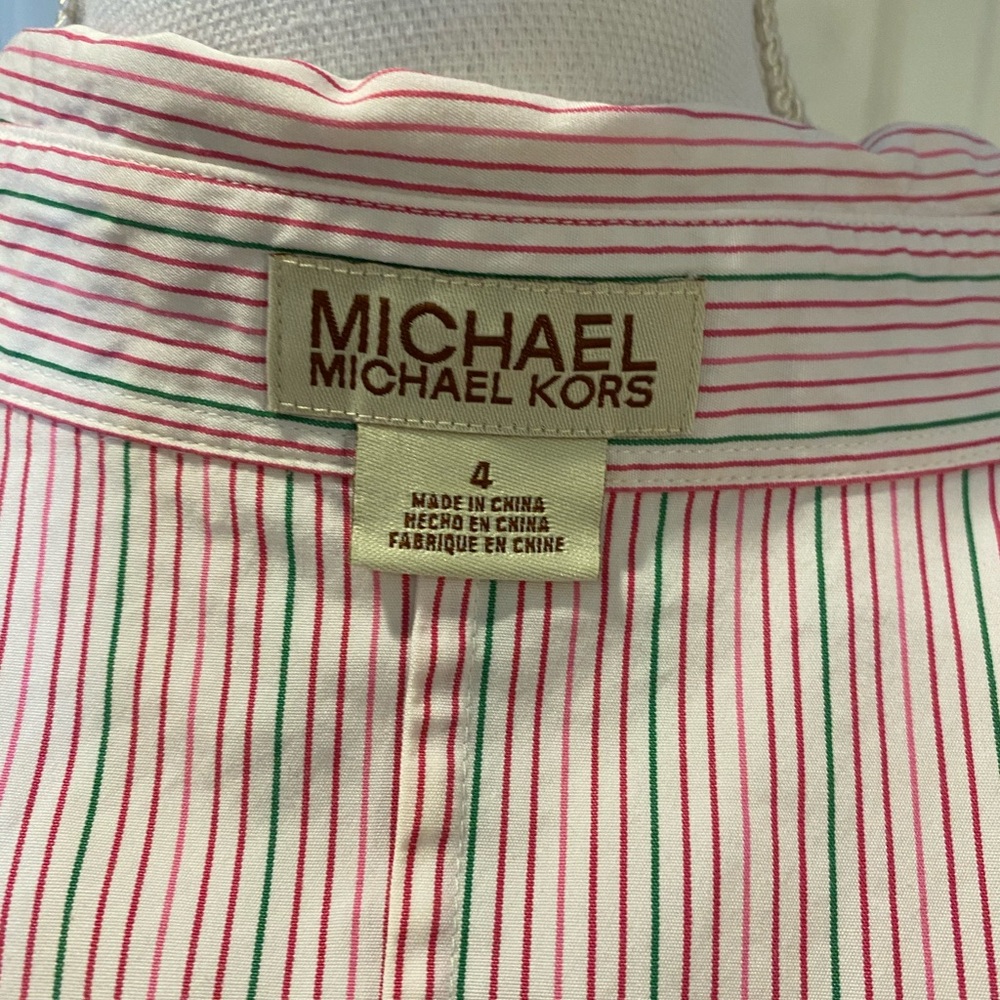 MICHAEL
MICHAEL KORS
4
MADE IN CHINA
HECHO EN CHINA
FABRIQUE EN CHINE